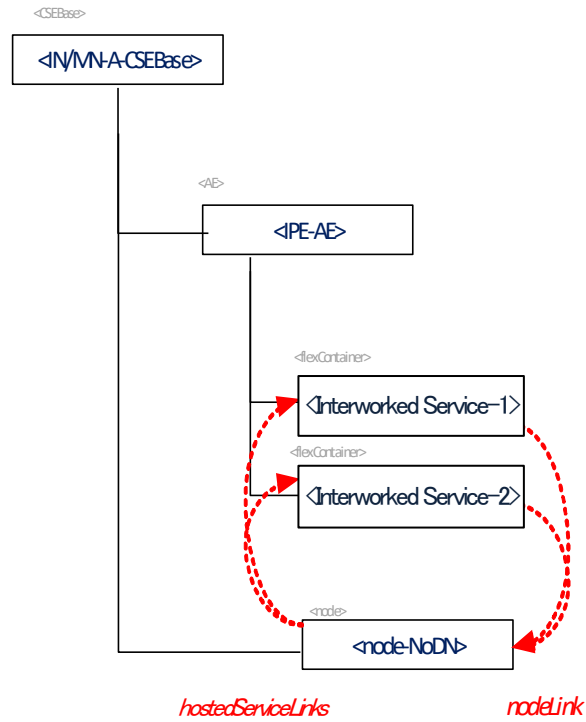 <CSEBase>
<IN/MN-A-CSEBase>
<AE>
<IPE-AE>
<flexContainer>
<Interworked Service-1>
<flexContainer>
<Interworked Service-2>
<node>
<node-NoDN>
hostedServiceLinks
nodeLink